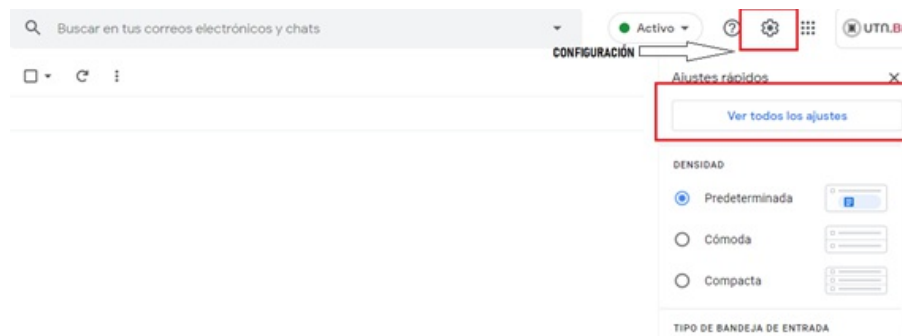 Buscar en tus correos electrónicos y chats
Activo
UTN.B
CONFIGURACIÓN
Ajustes rápidos
Ver todos los ajustes
DENSIDAD
Predeterminada
Cómoda
Compacta
TIPO DE BANDEJA DE ENTRADA